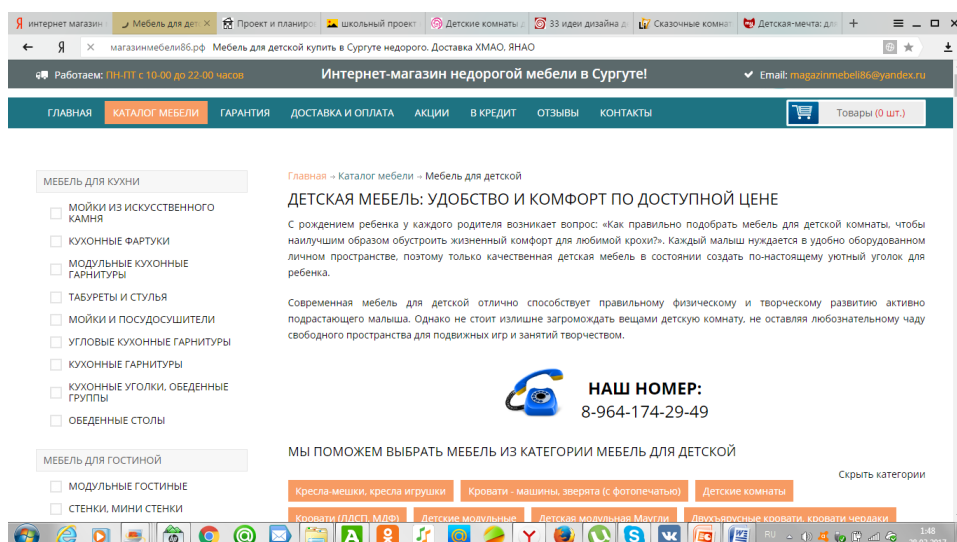 интернет магазин
Мебель для дет
Проект и планиро
школьный проект
Детские комнаты
33 идеи дизайна д
Сказочные комнат
Детская-мечта: дл
Я
магазинмебели86.рф Мебель для детской купить в Сургуте недорого. Доставка ХМАО, ЯНАО
Работаем: ПН-ПТ с 10-00 до 22-00 часов
Интернет-магазин недорогой мебели в Сургуте!
Email: magazinmebeli86@yandex.ru
ГЛАВНАЯ КАТАЛОГ МЕБЕЛИ ГАРАНТИЯ ДОСТАВКА И ОПЛАТА АКЦИИ В КРЕДИТ ОТЗЫВЫ КОНТАКТЫ
Товары (0 шт.)
МЕБЕЛЬ ДЛЯ КУХНИ
МОЙКИ ИЗ ИСКУССТВЕННОГО
КАМНЯ
КУХОННЫЕ ФАРТУКИ
МОДУЛЬНЫЕ КУХОННЫЕ
ГАРНИТУРЫ
ТАБУРЕТЫ И СТУЛЬЯ
МОЙКИ И ПОСУДОСУШИТЕЛИ
УГЛОВЫЕ КУХОННЫЕ ГАРНИТУРЫ
КУХОННЫЕ ГАРНИТУРЫ
КУХОННЫЕ УГОЛКИ, ОБЕДЕННЫЕ
ГРУППЫ
ОБЕДЕННЫЕ СТОЛЫ
МЕБЕЛЬ ДЛЯ ГОСТИНОЙ
МОДУЛЬНЫЕ ГОСТИНЫЕ
СТЕНКИ, МИНИ СТЕНКИ
Главная → Каталог мебели → Мебель для детской
ДЕТСКАЯ МЕБЕЛЬ: УДОБСТВО И КОМФОРТ ПО ДОСТУПНОЙ ЦЕНЕ
С рождением ребенка у каждого родителя возникает вопрос: «Как правильно подобрать мебель для детской комнаты, чтобы
наилучшим образом обустроить жизненный комфорт для любимой крохи?». Каждый малыш нуждается в удобно оборудованном
личном пространстве, поэтому только качественная детская мебель в состоянии создать по-настоящему уютный уголок для
ребенка.
Современная мебель для детской отлично способствует правильному физическому и творческому развитию активно
подрастающего малыша. Однако не стоит излишне загромождать вещами детскую комнату, не оставляя любознательному чаду
свободного пространства для подвижных игр и занятий творчеством.
НАШ НОМЕР:
8-964-174-29-49
МЫ ПОМОЖЕМ ВЫБРАТЬ МЕБЕЛЬ ИЗ КАТЕГОРИИ МЕБЕЛЬ ДЛЯ ДЕТСКОЙ
Скрыть категории
Кресла-мешки, кресла игрушки
Кровати - машины, зверята (с фотопечатью)
Детские комнаты
Кровати (ЛДСП, МДФ)
Детские модульные
Детская модульная Маугли
Двухъярусные кровати, кровати чердаки
RU
1:48